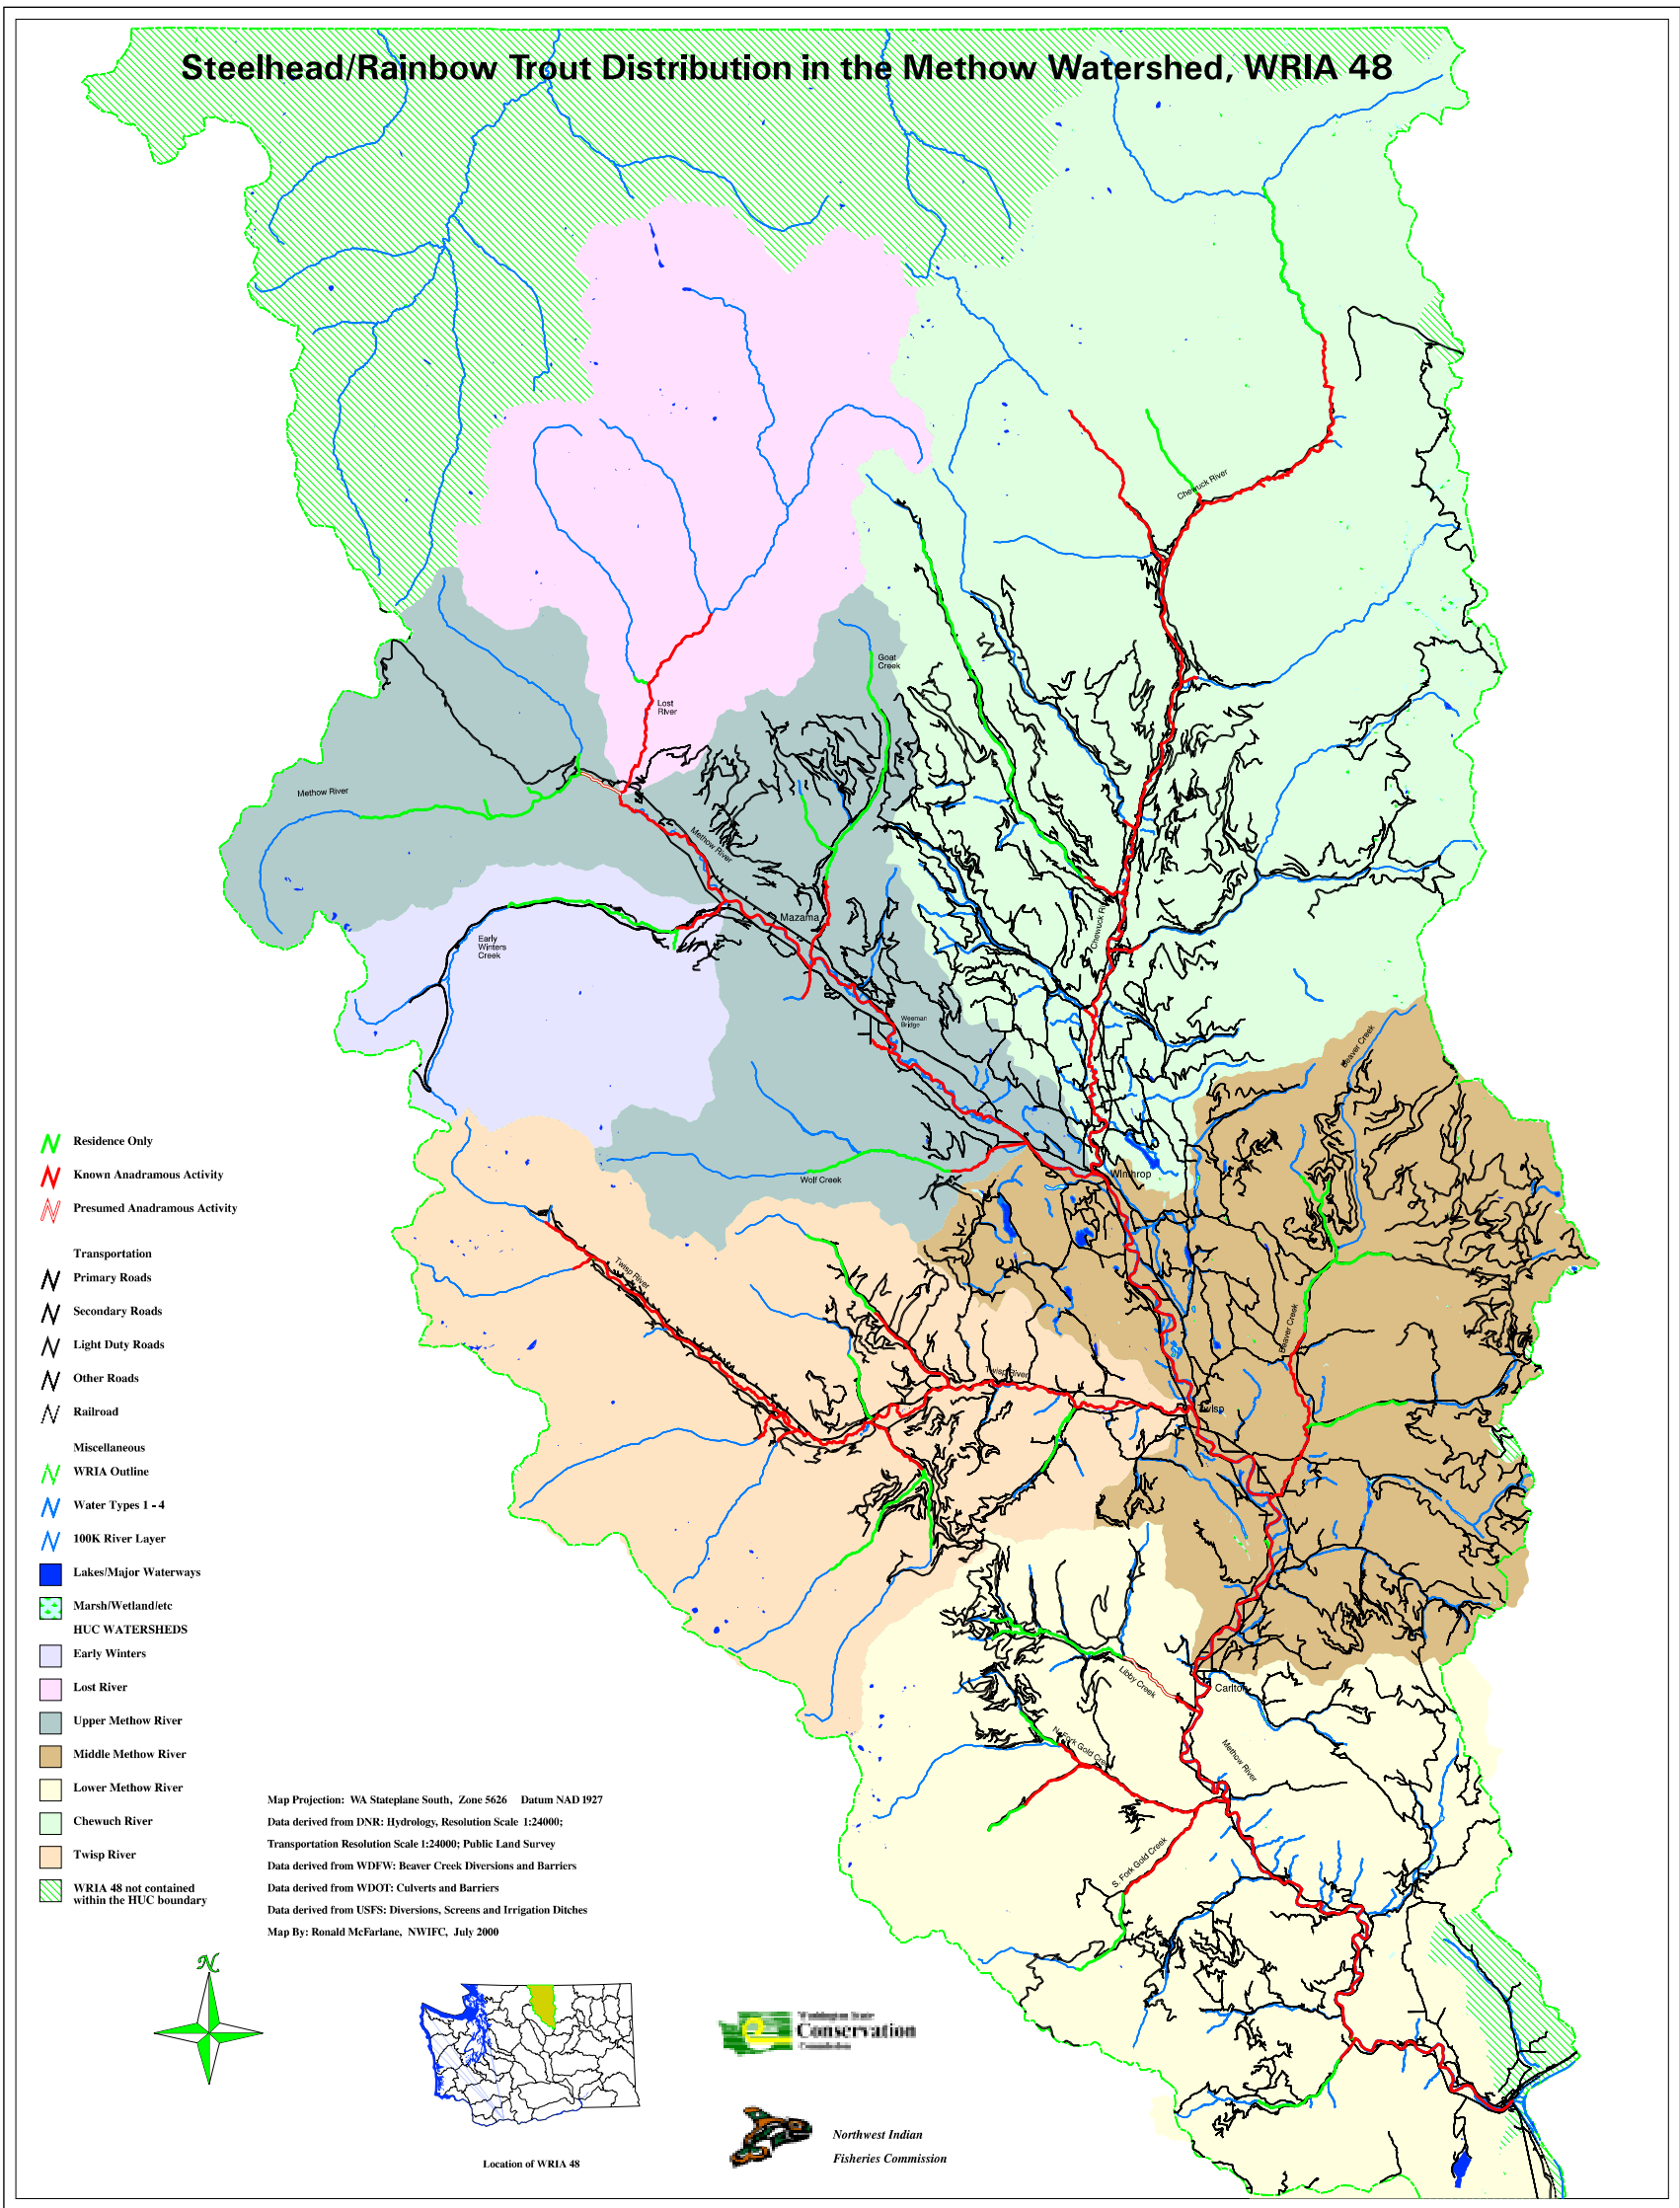 Steelhead/Rainbow Trout Distribution in the Methow Watershed, WRIA 48
Chewuck River
Goat
Creek
Lost
River
Methow River
Methow River
Mazama
Early
Winters
Creek
Chewuck
Weeman
Bridge
Beaver Creek
Winthrop
Wolf Creek
Twisp River
Beaver Creek
Twisp River
Twisp
Libby Creek
Carlton
N. Fork Gold Creek
Methow River
S. Fork Gold Creek
Residence Only
Known Anadramous Activity
Presumed Anadramous Activity
Transportation
Primary Roads
Secondary Roads
Light Duty Roads
Other Roads
Railroad
Miscellaneous
WRIA Outline
Water Types 1 - 4
100K River Layer
Lakes/Major Waterways
Marsh/Wetland/etc
HUC WATERSHEDS
Early Winters
Lost River
Upper Methow River
Middle Methow River
Lower Methow River
Chewuch River
Twisp River
WRIA 48 not contained
within the HUC boundary
Map Projection: WA Stateplane South, Zone 5626 Datum NAD 1927
Data derived from DNR: Hydrology, Resolution Scale 1:24000;
Transportation Resolution Scale 1:24000; Public Land Survey
Data derived from WDFW: Beaver Creek Diversions and Barriers
Data derived from WDOT: Culverts and Barriers
Data derived from USFS: Diversions, Screens and Irrigation Ditches
Map By: Ronald McFarlane, NWIFC, July 2000
N
Location of WRIA 48
Washington State
Conservation
Commission
Northwest Indian
Fisheries Commission